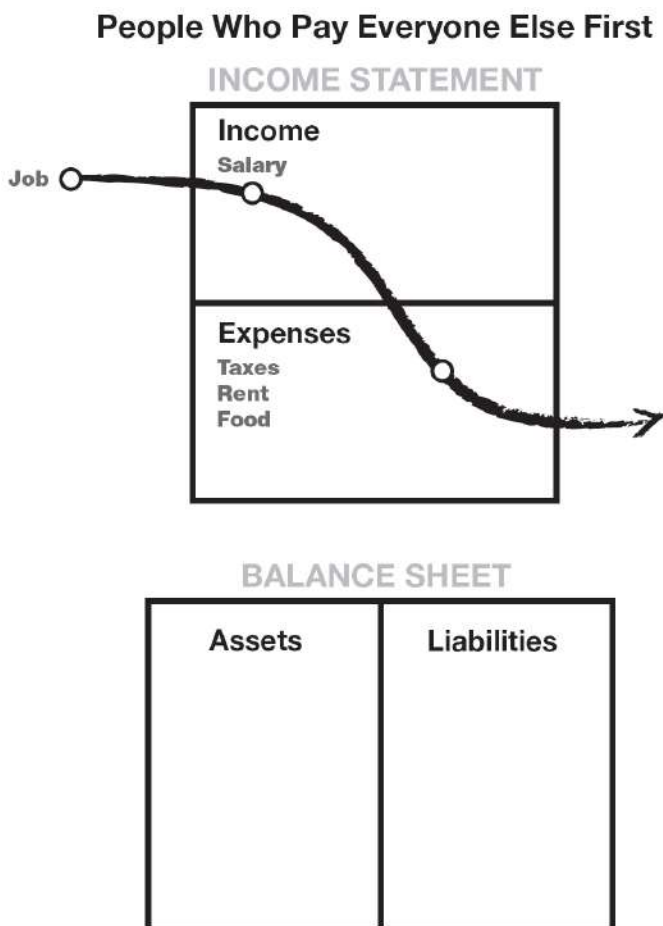 People Who Pay Everyone Else First
INCOME STATEMENT
Income
Salary
Job
Expenses
Taxes
Rent
Food
BALANCE SHEET
Assets
Liabilities